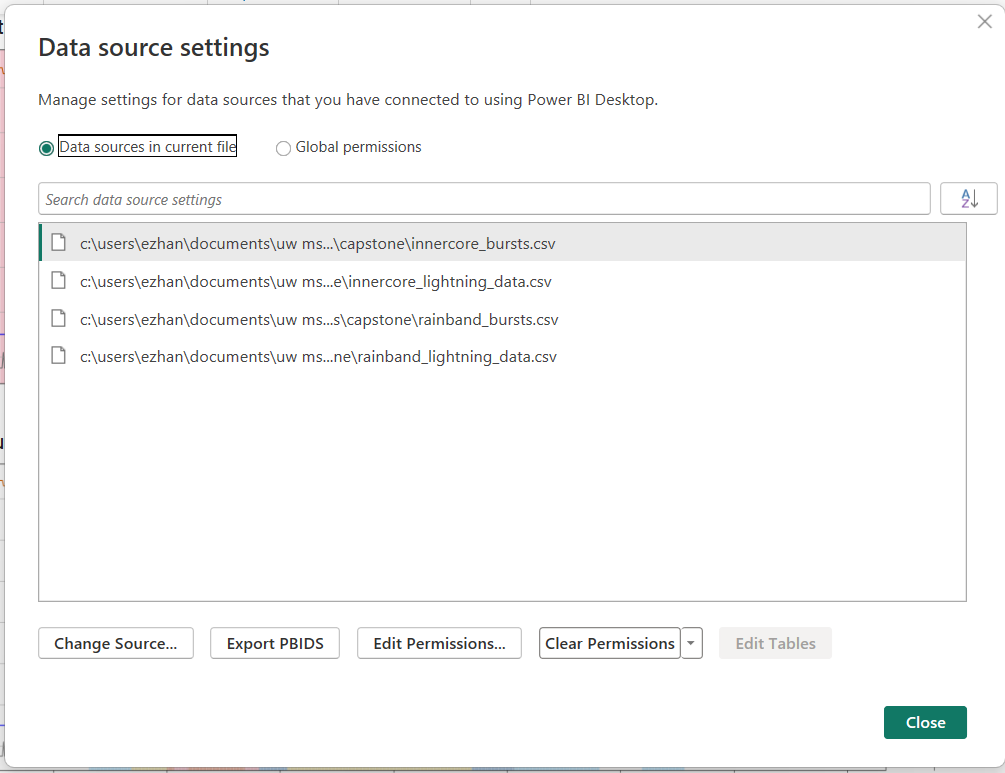 Data source settings
Manage settings for data sources that you have connected to using Power BI Desktop.
Data sources in current file
Global permissions
Search data source settings
c:\users\ezhan\documents\uw ms...\capstone\innercore_bursts.csv
c:\users\ezhan\documents\uw ms...e\innercore_lightning_data.csv
c:\users\ezhan\documents\uw ms...s\capstone\rainband_bursts.csv
c:\users\ezhan\documents\uw ms...ne\rainband_lightning_data.csv
Change Source...
Export PBIDS
Edit Permissions...
Clear Permissions
Edit Tables
Close